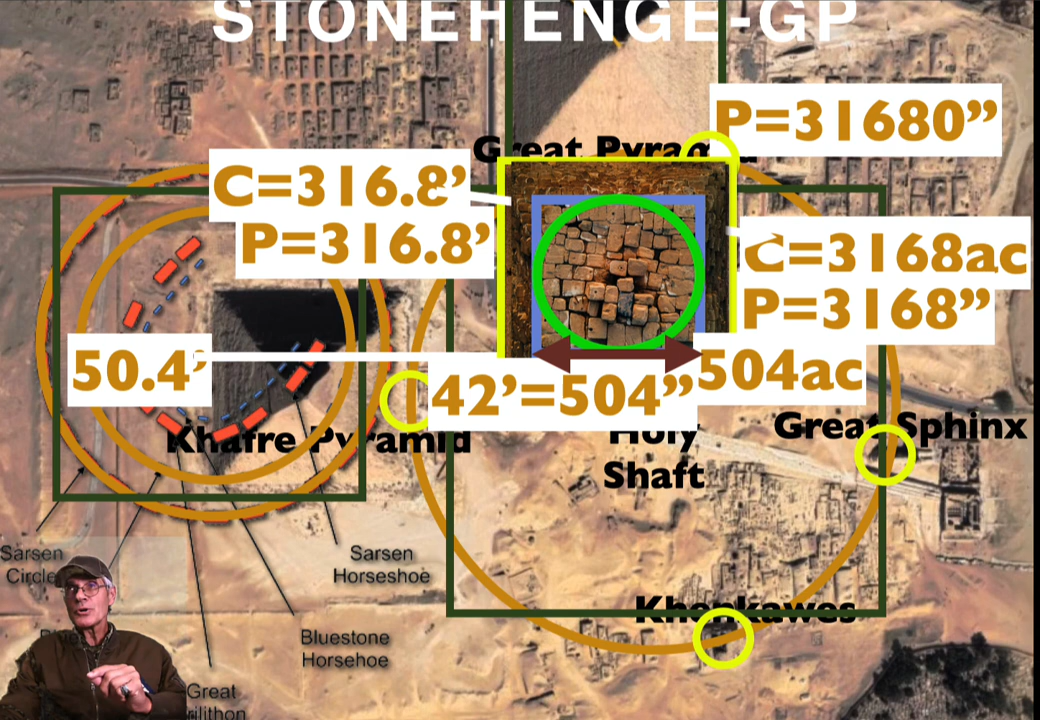 STONEHENGE-GP
P=31680”
Great Pyramid
C=316.8’
P=316.8’
C=3168ac
P=3168”
50.4’
42’=504”
504ac
Khafre Pyramid
Holy
Shaft
Great Sphinx
Sarsen
Circle
Sarsen
Horseshoe
Khentkawes
Bluestone
Horsehoe
Great